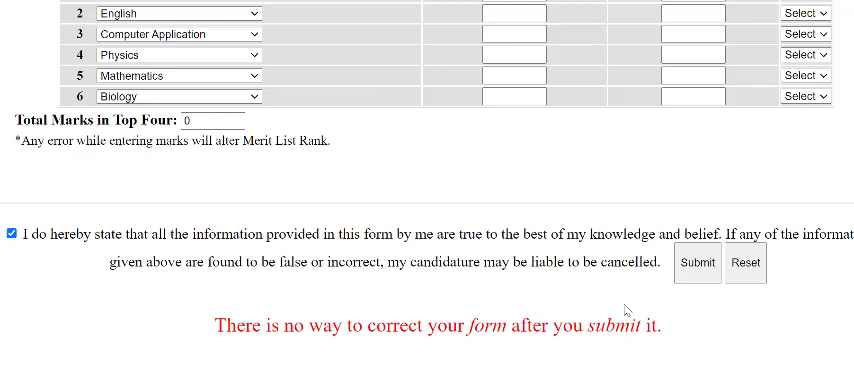 2 English Select
3 Computer Application Select
4 Physics Select
5 Mathematics Select
6 Biology Select
Total Marks in Top Four: 0
*Any error while entering marks will alter Merit List Rank.
I do hereby state that all the information provided in this form by me are true to the best of my knowledge and belief. If any of the informat
given above are found to be false or incorrect, my candidature may be liable to be cancelled. Submit Reset
There is no way to correct your form after you submit it.